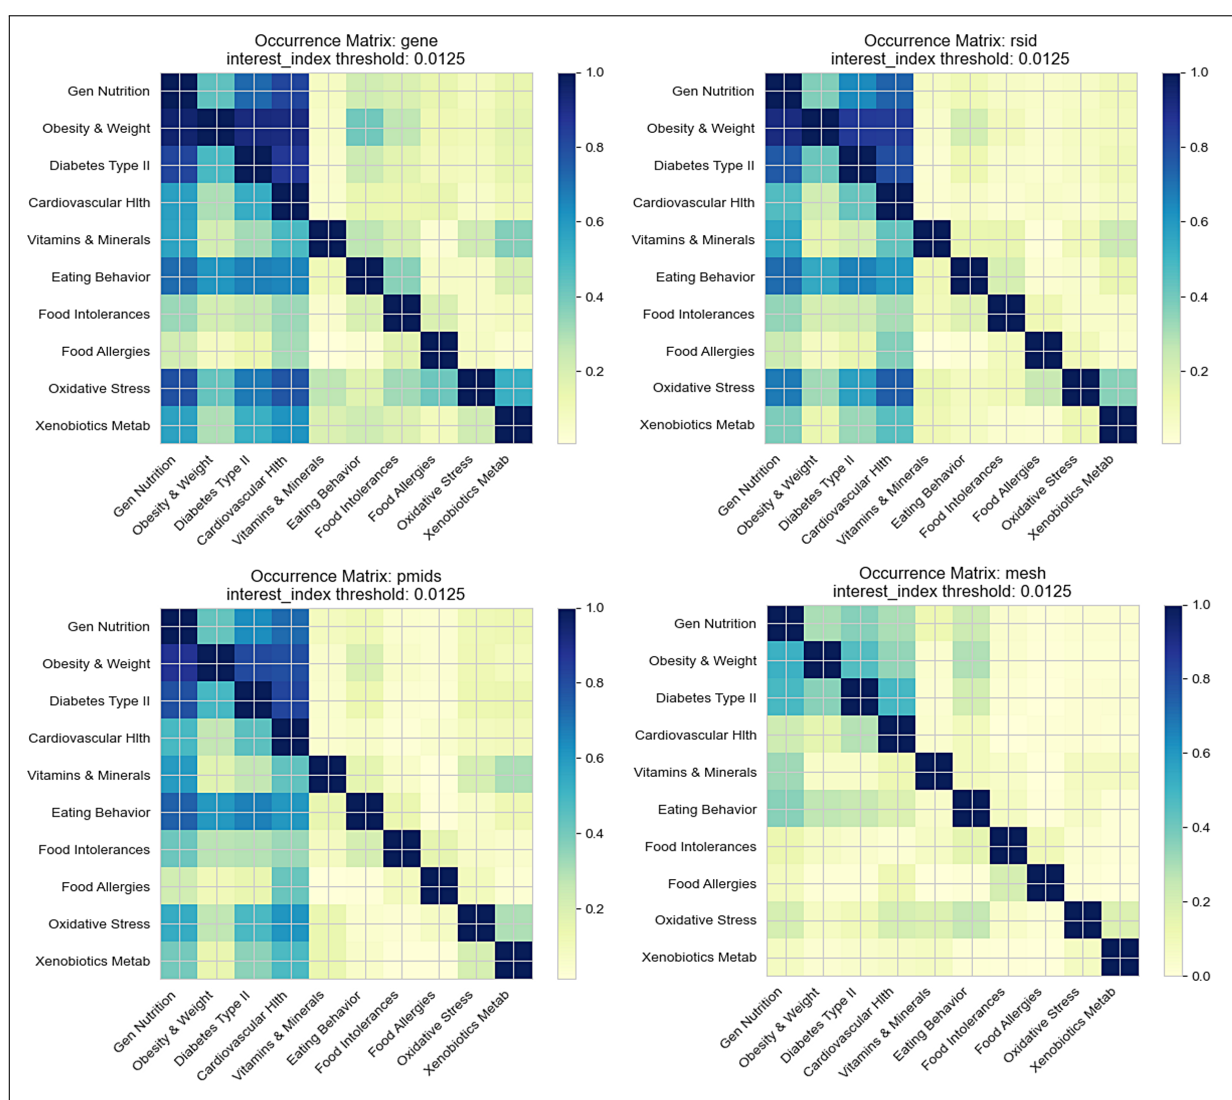 Occurrence Matrix: gene
interest_index threshold: 0.0125
Gen Nutrition
Obesity & Weight
Diabetes Type II
Cardiovascular Hlth
Vitamins & Minerals
Eating Behavior
Food Intolerances
Food Allergies
Oxidative Stress
Xenobiotics Metab
Gen Nutrition
Obesity & Weight
Diabetes Type II
Cardiovascular Hlth
Vitamins & Minerals
Eating Behavior
Food Intolerances
Food Allergies
Oxidative Stress
Xenobiotics Metab
1.0
0.8
0.6
0.4
0.2
Occurrence Matrix: rsid
interest_index threshold: 0.0125
Gen Nutrition
Obesity & Weight
Diabetes Type II
Cardiovascular Hlth
Vitamins & Minerals
Eating Behavior
Food Intolerances
Food Allergies
Oxidative Stress
Xenobiotics Metab
Gen Nutrition
Obesity & Weight
Diabetes Type II
Cardiovascular Hlth
Vitamins & Minerals
Eating Behavior
Food Intolerances
Food Allergies
Oxidative Stress
Xenobiotics Metab
1.0
0.8
0.6
0.4
0.2
Occurrence Matrix: pmids
interest_index threshold: 0.0125
Gen Nutrition
Obesity & Weight
Diabetes Type II
Cardiovascular Hlth
Vitamins & Minerals
Eating Behavior
Food Intolerances
Food Allergies
Oxidative Stress
Xenobiotics Metab
Gen Nutrition
Obesity & Weight
Diabetes Type II
Cardiovascular Hlth
Vitamins & Minerals
Eating Behavior
Food Intolerances
Food Allergies
Oxidative Stress
Xenobiotics Metab
1.0
0.8
0.6
0.4
0.2
Occurrence Matrix: mesh
interest_index threshold: 0.0125
Gen Nutrition
Obesity & Weight
Diabetes Type II
Cardiovascular Hlth
Vitamins & Minerals
Eating Behavior
Food Intolerances
Food Allergies
Oxidative Stress
Xenobiotics Metab
Gen Nutrition
Obesity & Weight
Diabetes Type II
Cardiovascular Hlth
Vitamins & Minerals
Eating Behavior
Food Intolerances
Food Allergies
Oxidative Stress
Xenobiotics Metab
1.0
0.8
0.6
0.4
0.2
0.0